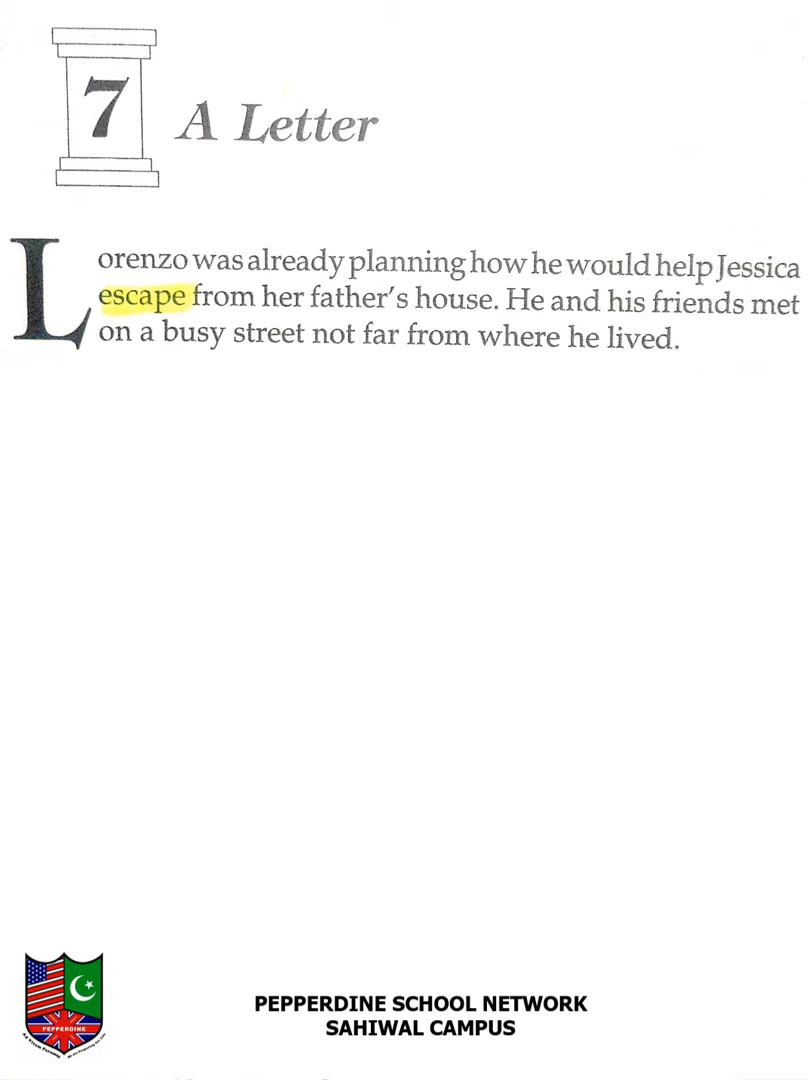 7
A Letter
Lorenzo was already planning how he would help Jessica
escape from her father's house. He and his friends met
on a busy street not far from where he lived.
PEPPERDINE
PEPPERDINE SCHOOL NETWORK
SAHIWAL CAMPUS